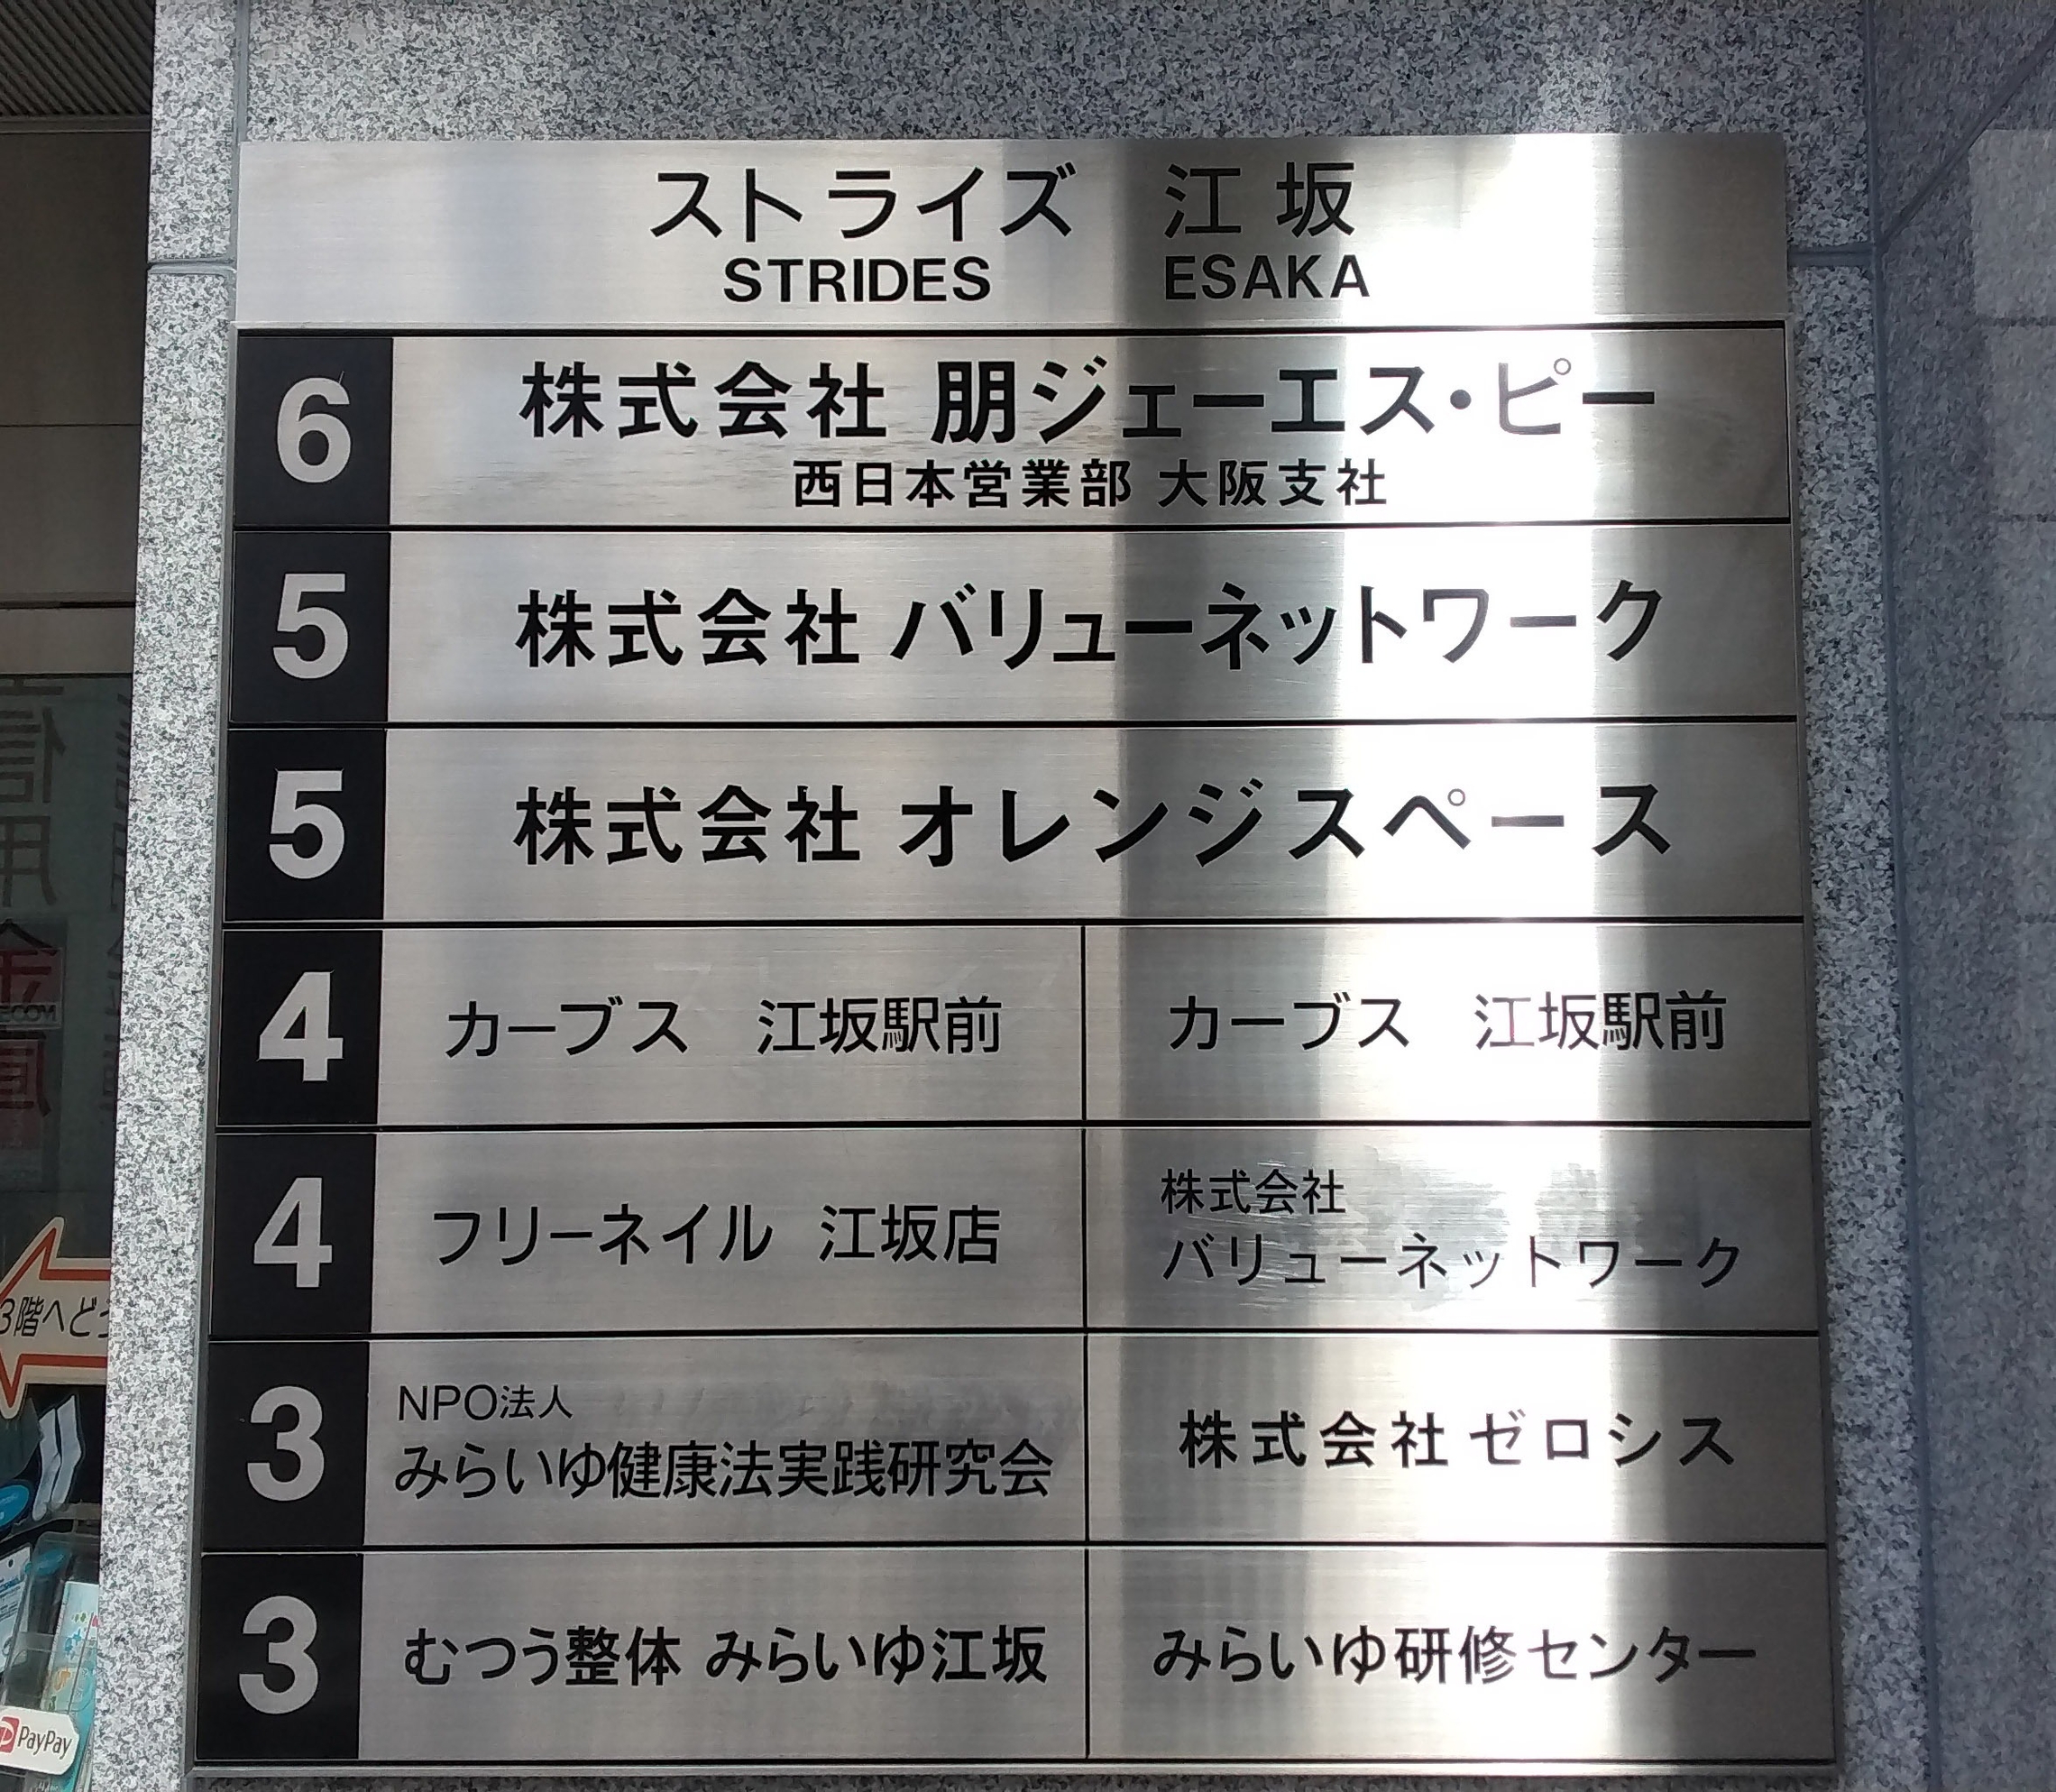 ストライズ 江坂
STRIDES ESAKA
6 株式会社 朋ジェーエス・ピー
西日本営業部 大阪支社
5 株式会社 バリューネットワーク
5 株式会社 オレンジスペース
4 カーブス 江坂駅前 カーブス 江坂駅前
4 フリーネイル 江坂店 株式会社
バリューネットワーク
3 NPO法人
みらいゆ健康法実践研究会 株式会社 ゼロシス
3 むつう整体 みらいゆ江坂 みらいゆ研修センター
3階へどう
PayPay